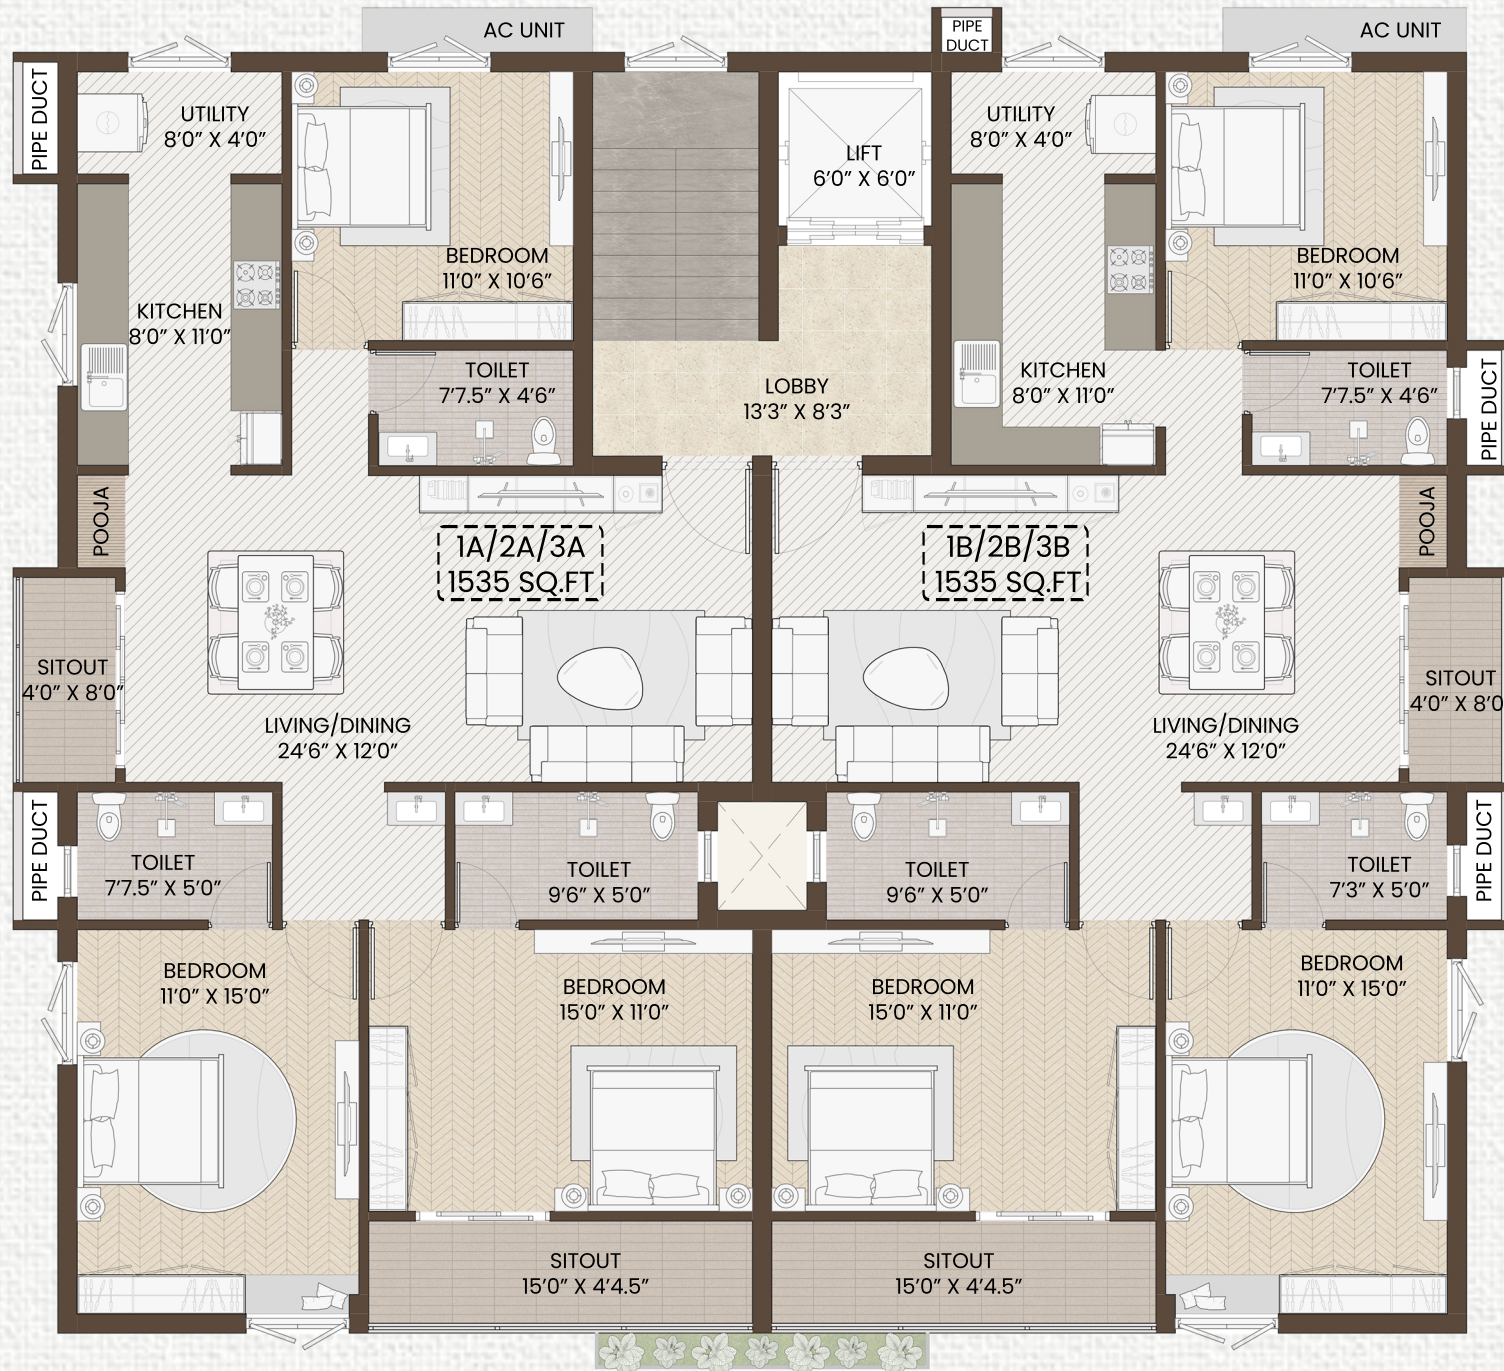 AC UNIT
PIPE
DUCT
AC UNIT
PIPE DUCT
UTILITY
8'0" X 4'0"
BEDROOM
11'0" X 10'6"
LIFT
6'0" X 6'0"
UTILITY
8'0" X 4'0"
BEDROOM
11'0" X 10'6"
KITCHEN
8'0" X 11'0"
TOILET
7'7.5" X 4'6"
LOBBY
13'3" X 8'3"
KITCHEN
8'0" X 11'0"
TOILET
7'7.5" X 4'6"
PIPE DUCT
POOJA
1A/2A/3A
1535 SQ.FT
1B/2B/3B
1535 SQ.FT
POOJA
SITOUT
4'0" X 8'0"
LIVING/DINING
24'6" X 12'0"
LIVING/DINING
24'6" X 12'0"
SITOUT
4'0" X 8'0
PIPE DUCT
TOILET
7'7.5" X 5'0"
TOILET
9'6" X 5'0"
TOILET
9'6" X 5'0"
TOILET
7'3" X 5'0"
PIPE DUCT
BEDROOM
11'0" X 15'0"
BEDROOM
15'0" X 11'0"
BEDROOM
15'0" X 11'0"
BEDROOM
11'0" X 15'0"
SITOUT
15'0" X 4'4.5"
SITOUT
15'0" X 4'4.5"